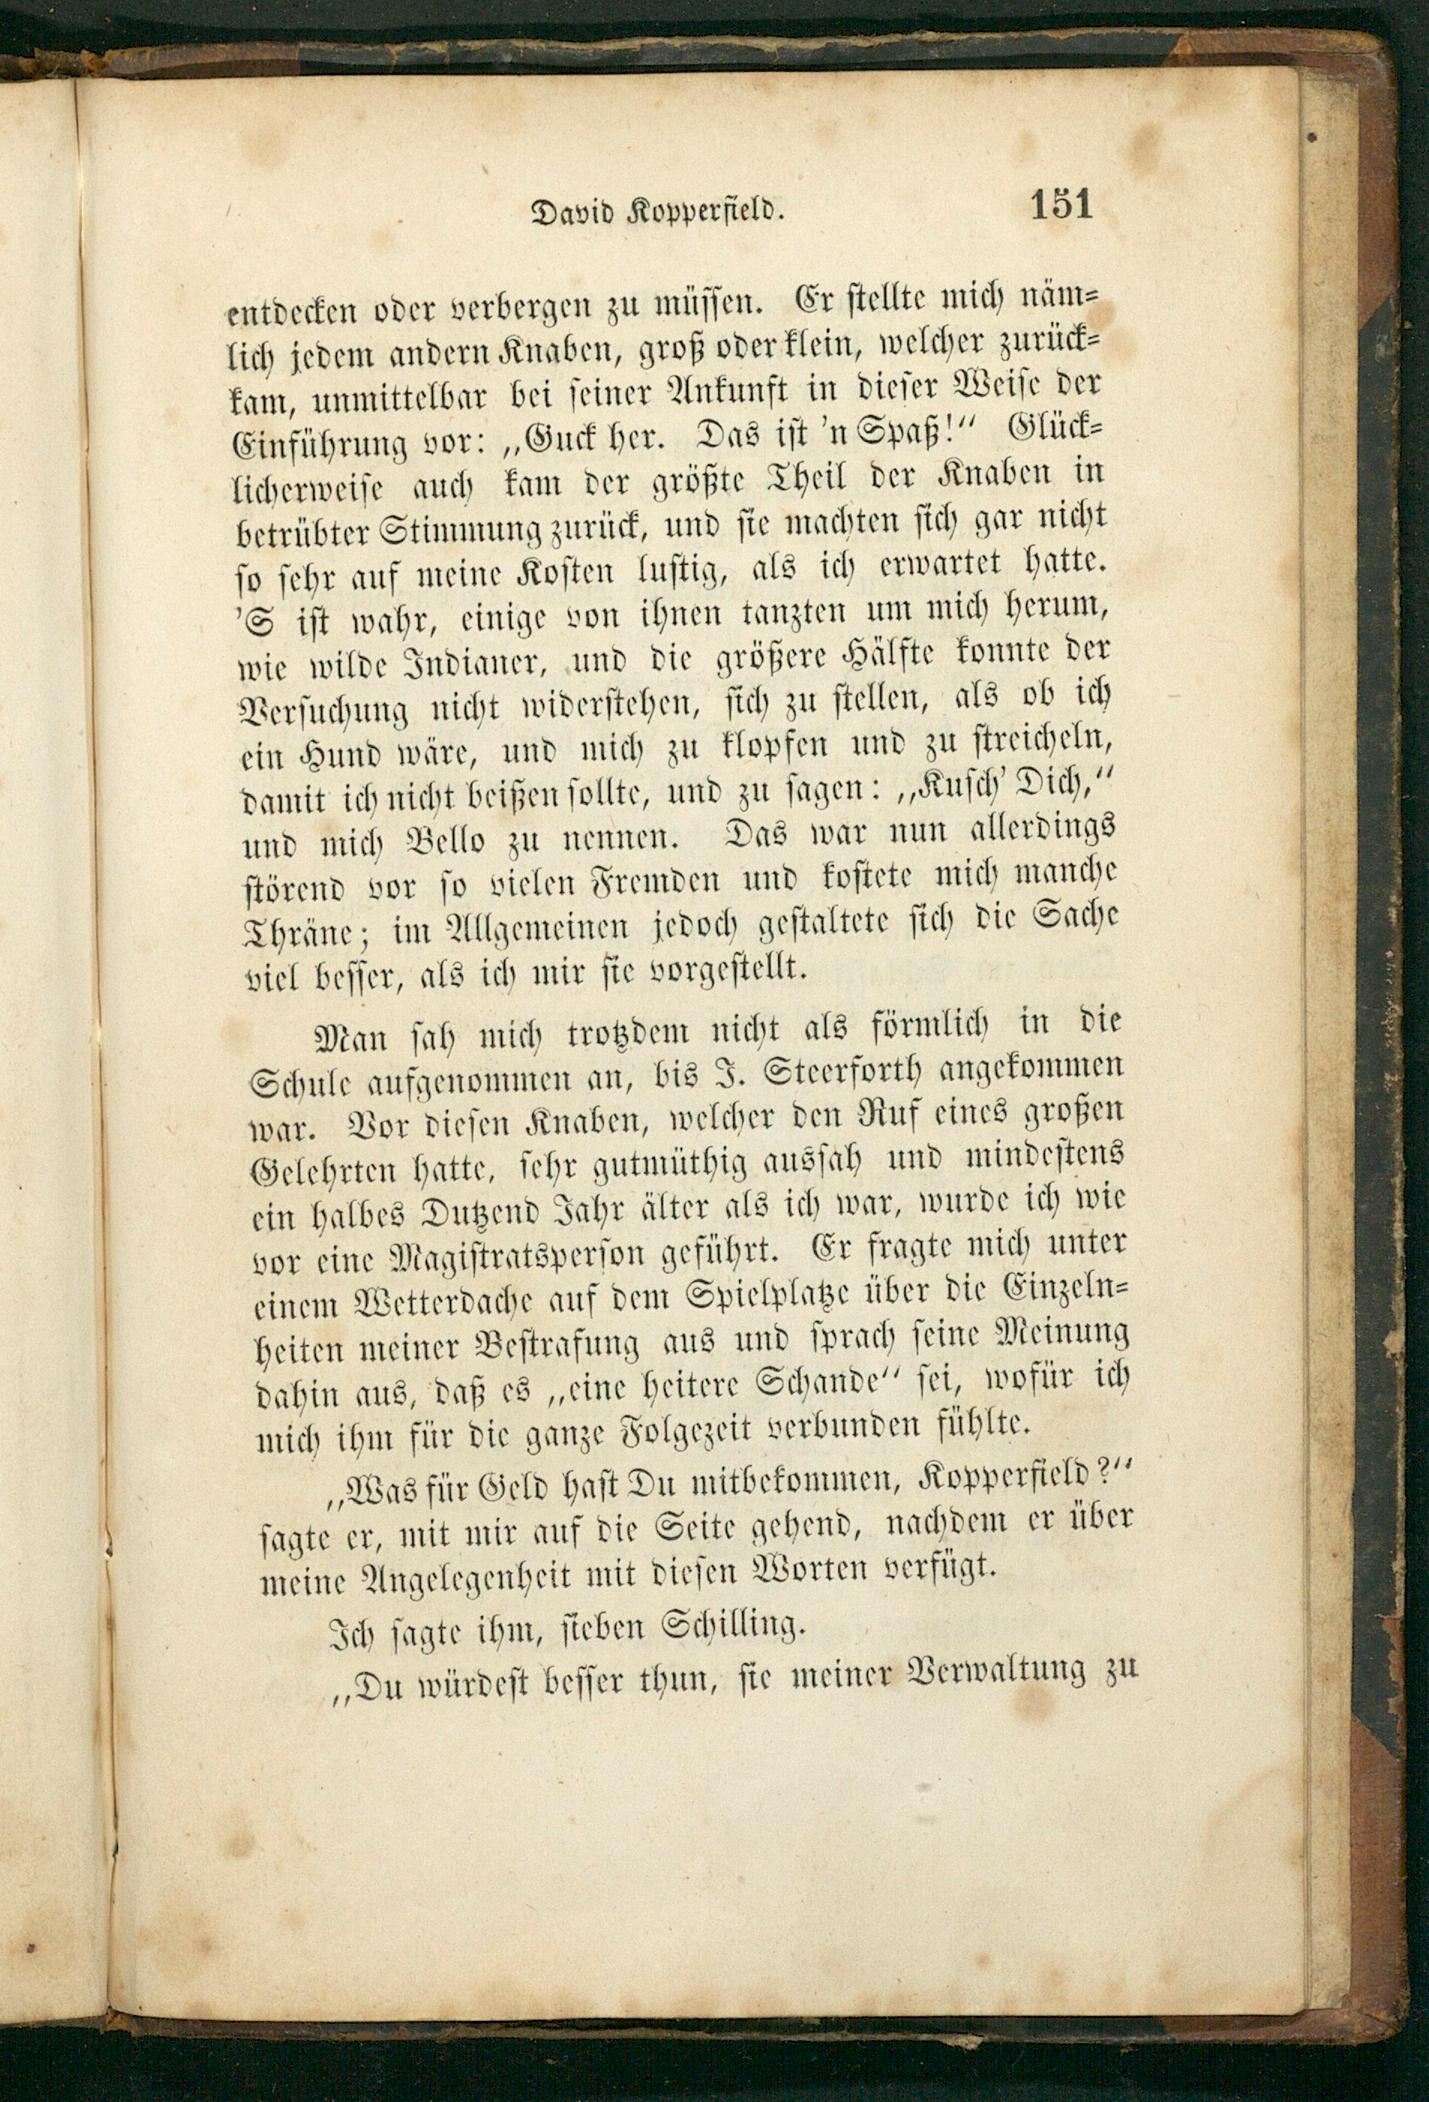 David Kopperfield.
151
entdecken oder verbergen zu müssen. Er stellte mich näm-
lich jedem andern Knaben, groß oder klein, welcher zurück-
kam, unmittelbar bei seiner Ankunft in dieser Weise der
Einführung vor: „Guck her. Das ist 'n Spaß!“ Glück-
licherweise auch kam der größte Theil der Knaben in
betrübter Stimmung zurück, und sie machten sich gar nicht
so sehr auf meine Kosten lustig, als ich erwartet hatte.
'S ist wahr, einige von ihnen tanzten um mich herum,
wie wilde Indianer, und die größere Hälfte konnte der
Versuchung nicht widerstehen, sich zu stellen, als ob ich
ein Hund wäre, und mich zu klopfen und zu streicheln,
damit ich nicht beißen sollte, und zu sagen: „Kusch' Dich,“
und mich Bello zu nennen. Das war nun allerdings
störend vor so vielen Fremden und kostete mich manche
Thräne; im Allgemeinen jedoch gestaltete sich die Sache
viel besser, als ich mir sie vorgestellt.
Man sah mich trotzdem nicht als förmlich in die
Schule aufgenommen an, bis J. Steerforth angekommen
war. Vor diesen Knaben, welcher den Ruf eines großen
Gelehrten hatte, sehr gutmüthig aussah und mindestens
ein halbes Dutzend Jahr älter als ich war, wurde ich wie
vor eine Magistratsperson geführt. Er fragte mich unter
einem Wetterdache auf dem Spielplatze über die Einzeln-
heiten meiner Bestrafung aus und sprach seine Meinung
dahin aus, daß es „eine heitere Schande“ sei, wofür ich
mich ihm für die ganze Folgezeit verbunden fühlte.
„Was für Geld hast Du mitbekommen, Kopperfield?“
sagte er, mit mir auf die Seite gehend, nachdem er über
meine Angelegenheit mit diesen Worten verfügt.
Ich sagte ihm, sieben Schilling.
„Du würdest besser thun, sie meiner Verwaltung zu